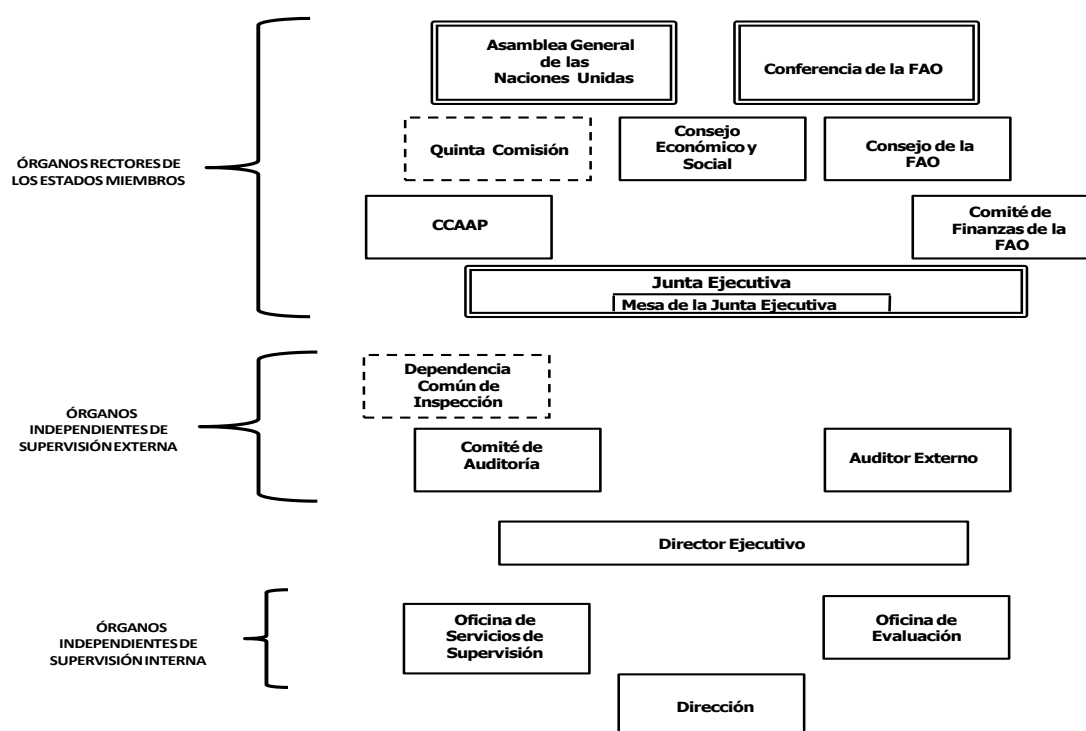 Asamblea General
de las
Naciones Unidas
Conferencia de la FAO
Quinta Comisión
Consejo
Económico y
Social
Consejo de la
FAO
ÓRGANOS RECTORES DE
LOS ESTADOS MIEMBROS
CCAAP
Comité de
Finanzas de la
FAO
Junta Ejecutiva
Mesa de la Junta Ejecutiva
Dependencia
Común de
Inspección
ÓRGANOS
INDEPENDIENTES DE
SUPERVISIÓN EXTERNA
Comité de
Auditoría
Auditor Externo
Director Ejecutivo
ÓRGANOS
INDEPENDIENTES DE
SUPERVISIÓN INTERNA
Oficina de
Servicios de
Supervisión
Oficina de
Evaluación
Dirección